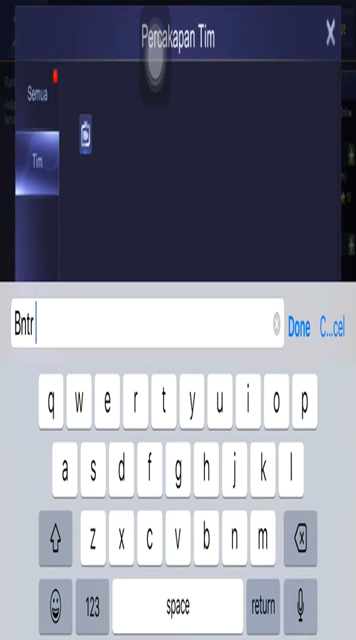 Percakapan Tim
X
Semua
Tim
Bntr
Done C...cel
q w e r t y u i o p
a s d f g h j k l
z x c v b n m
123 space return